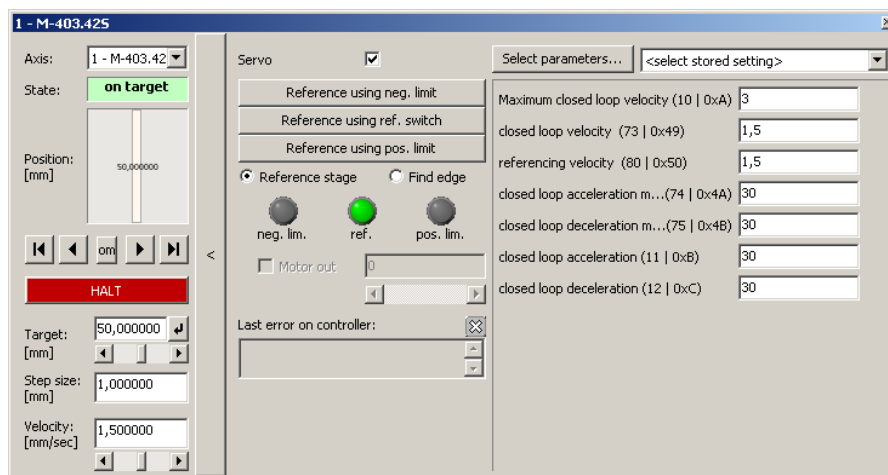 1 - M-403.42S
Axis:
1 - M-403.42
State:
on target
Position:
[mm]
50,000000
om
<
HALT
Target:
[mm]
50,000000
Step size:
[mm]
1,000000
Velocity:
[mm/sec]
1,500000
Servo
Reference using neg. limit
Reference using ref. switch
Reference using pos. limit
Reference stage
Find edge
neg. lim.
ref.
pos. lim.
Motor out
0
Last error on controller:
Select parameters...
<select stored setting>
Maximum closed loop velocity (10 | 0xA) 3
closed loop velocity (73 | 0x49) 1,5
referencing velocity (80 | 0x50) 1,5
closed loop acceleration m...(74 | 0x4A) 30
closed loop deceleration m...(75 | 0x4B) 30
closed loop acceleration (11 | 0xB) 30
closed loop deceleration (12 | 0xC) 30